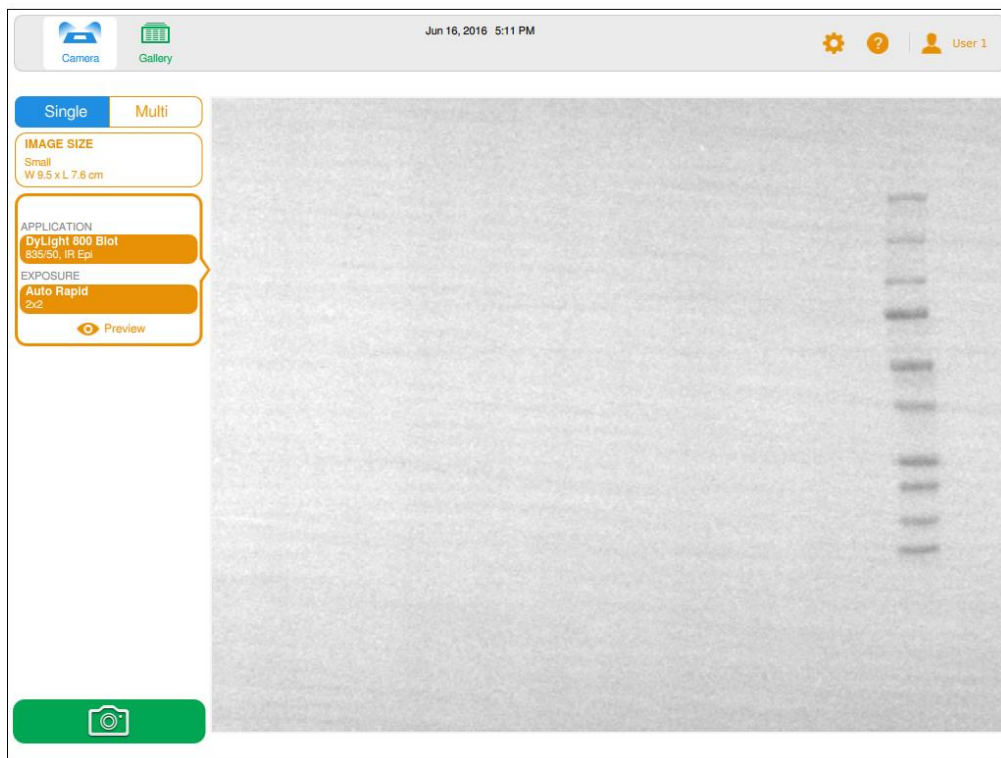 Jun 16, 2016 5:11 PM
Camera
Gallery
?
User 1
Single
Multi
IMAGE SIZE
Small
W 9.5 x L 7.6 cm
APPLICATION
DyLight 800 Blot
835/50, IR Epi
EXPOSURE
Auto Rapid
2x2
Preview